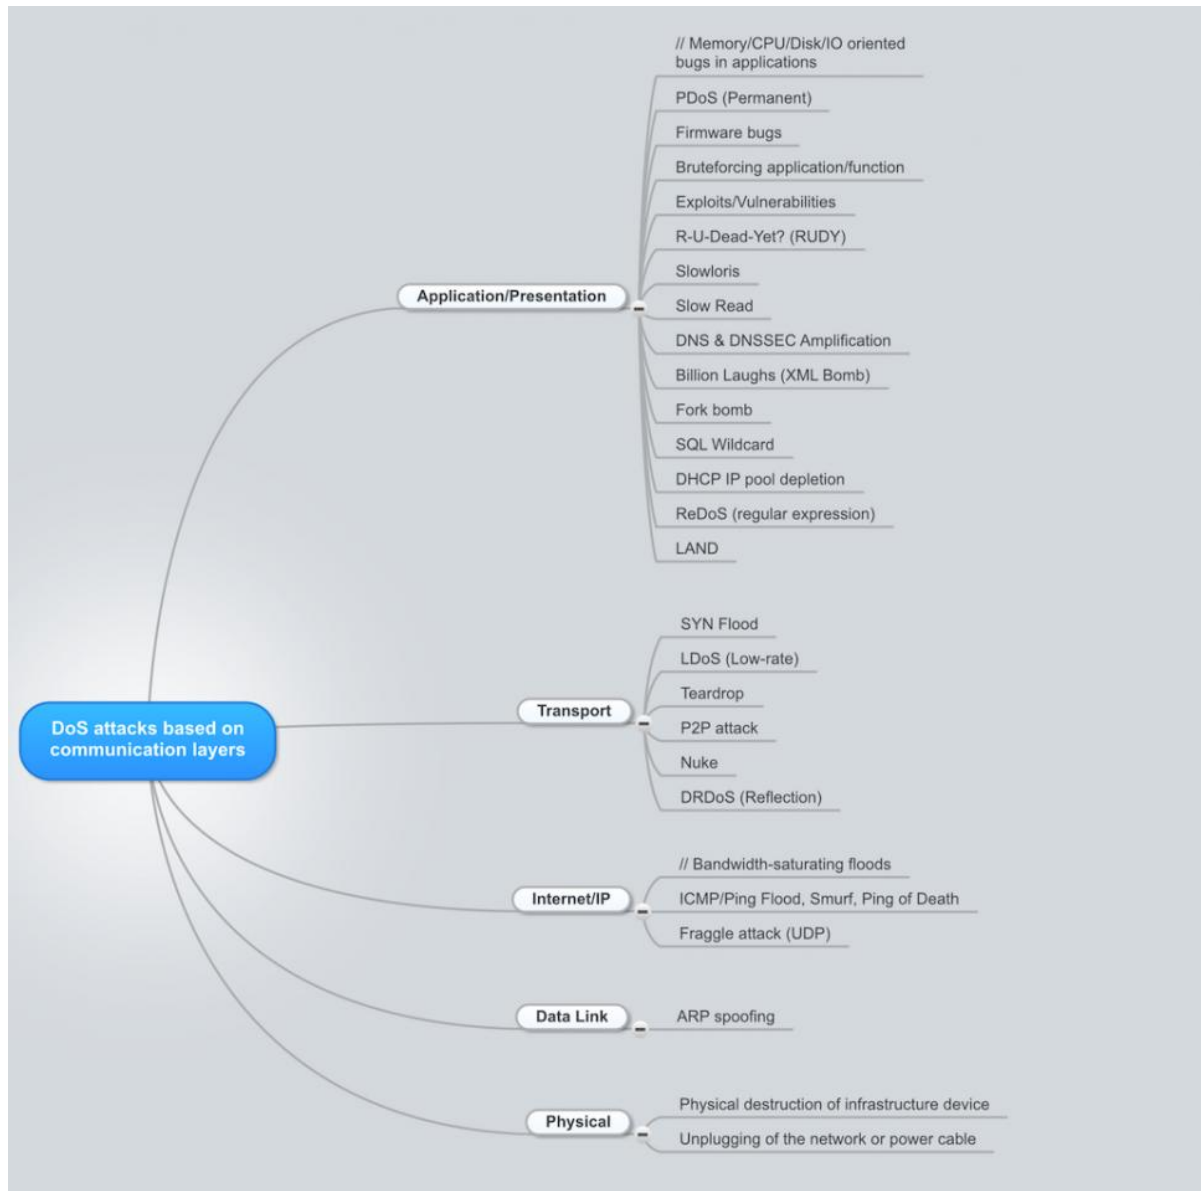 // Memory/CPU/Disk/IO oriented
bugs in applications
PDoS (Permanent)
Firmware bugs
Bruteforcing application/function
Exploits/Vulnerabilities
R-U-Dead-Yet? (RUDY)
Application/Presentation
Slowloris
Slow Read
DNS & DNSSEC Amplification
Billion Laughs (XML Bomb)
Fork bomb
SQL Wildcard
DHCP IP pool depletion
ReDoS (regular expression)
LAND
DoS attacks based on
communication layers
Transport
SYN Flood
LDoS (Low-rate)
Teardrop
P2P attack
Nuke
DRDoS (Reflection)
Internet/IP
// Bandwidth-saturating floods
ICMP/Ping Flood, Smurf, Ping of Death
Fraggle attack (UDP)
Data Link
ARP spoofing
Physical
Physical destruction of infrastructure device
Unplugging of the network or power cable